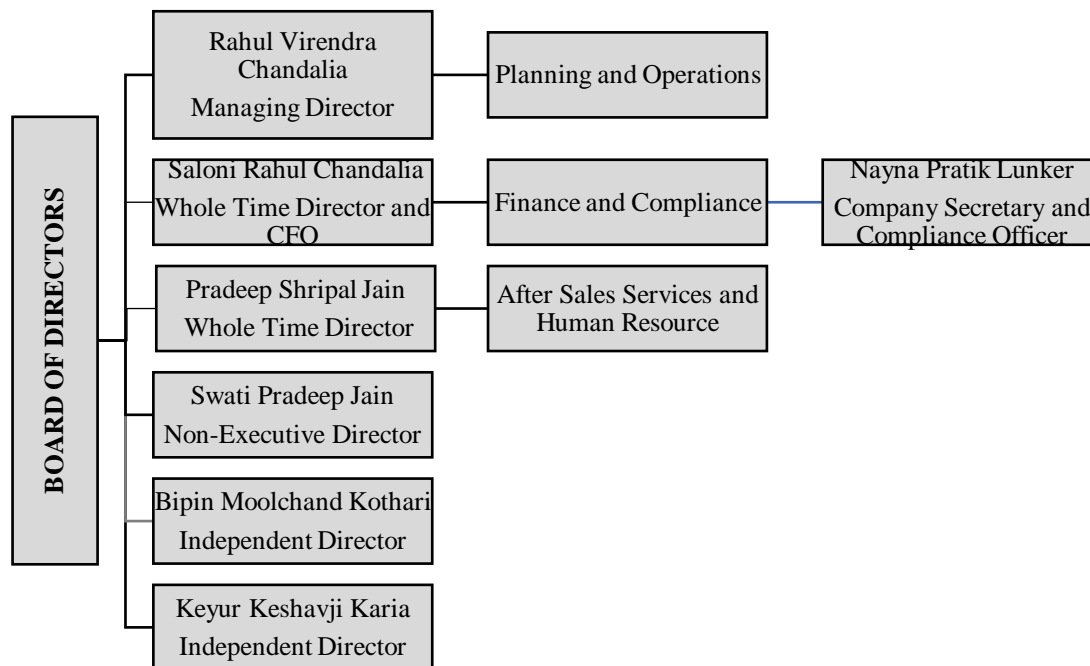 BOARD OF DIRECTORS
Rahul Virendra
Chandalia
Managing Director
Planning and Operations
Saloni Rahul Chandalia
Whole Time Director and
CFO
Finance and Compliance
Nayna Pratik Lunker
Company Secretary and
Compliance Officer
Pradeep Shripal Jain
Whole Time Director
After Sales Services and
Human Resource
Swati Pradeep Jain
Non-Executive Director
Bipin Moolchand Kothari
Independent Director
Keyur Keshavji Karia
Independent Director